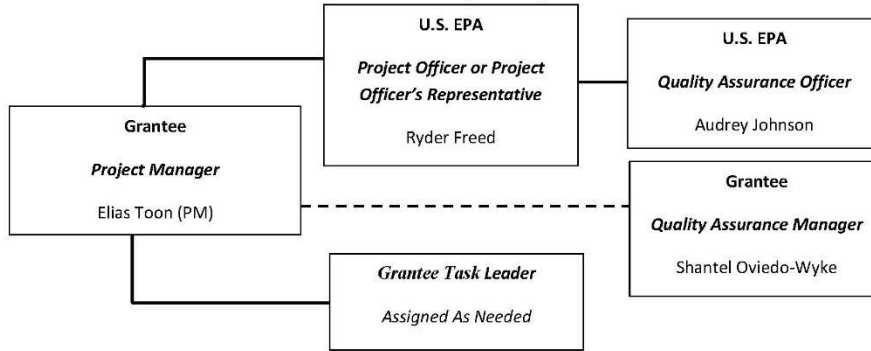 U.S. EPA
Project Officer or Project
Officer's Representative
Ryder Freed
U.S. EPA
Quality Assurance Officer
Audrey Johnson
Grantee
Project Manager
Elias Toon (PM)
Grantee
Quality Assurance Manager
Shantel Oviedo-Wyke
Grantee Task Leader
Assigned As Needed